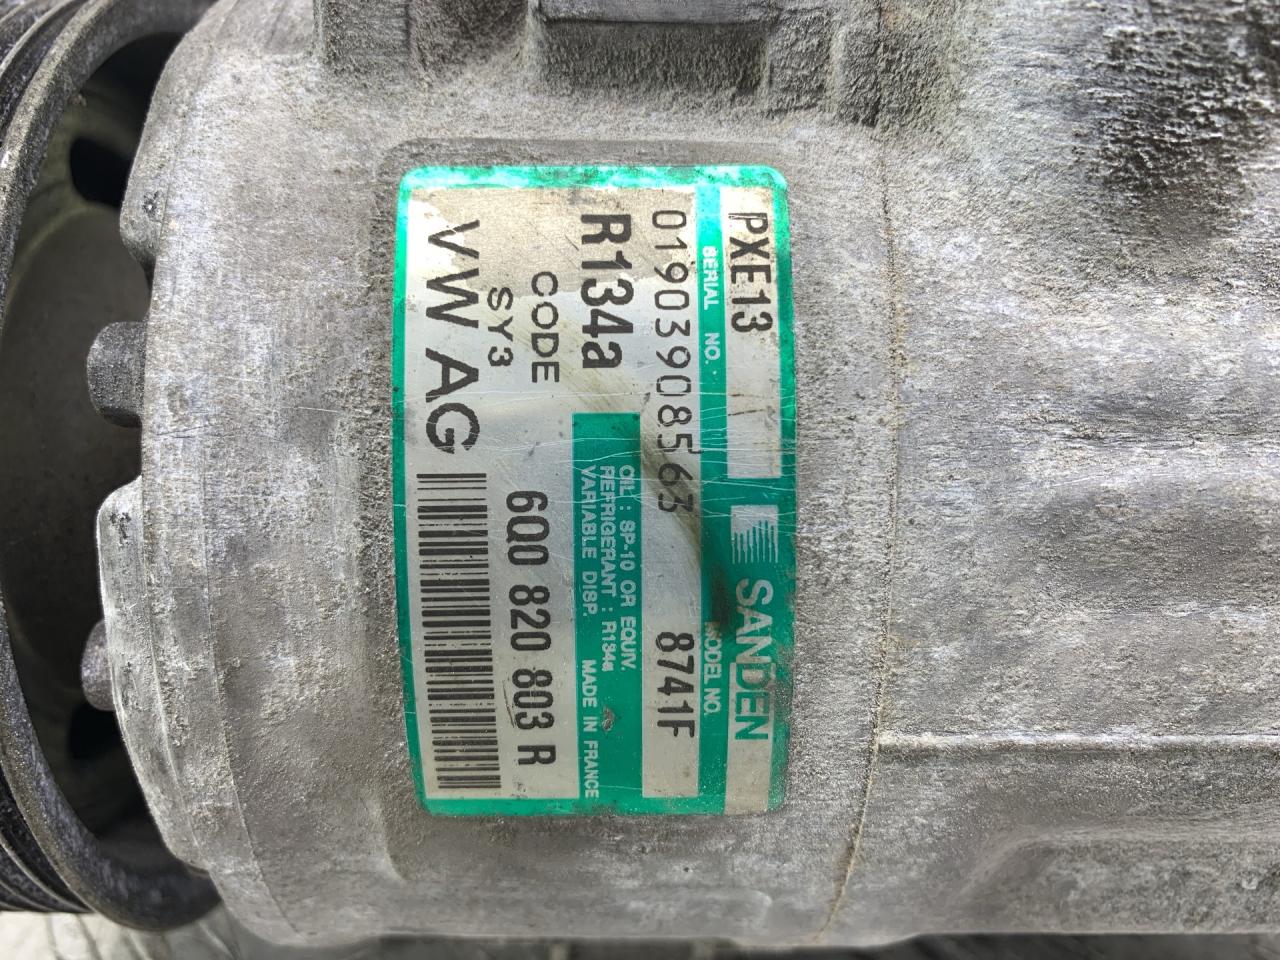 PXE13
SANDEN
SERIAL NO.
MODEL NO.
01903908563
8741F
R134a
OIL : SP-10 OR EQUIV.
REFRIGERANT : R134a
VARIABLE DISP.
MADE IN FRANCE
CODE
SY3
6Q0 820 803 R
VW AG